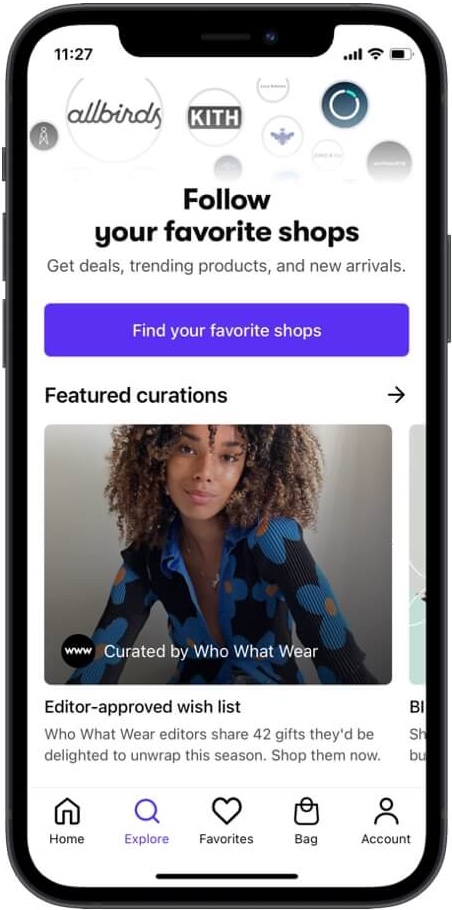 11:27
allbirds
KITH
Follow
your favorite shops
Get deals, trending products, and new arrivals.
Find your favorite shops
Featured curations
www Curated by Who What Wear
Editor-approved wish list
Who What Wear editors share 42 gifts they'd be
delighted to unwrap this season. Shop them now.
Bl
Sh
bu
Home
Explore
Favorites
Bag
Account